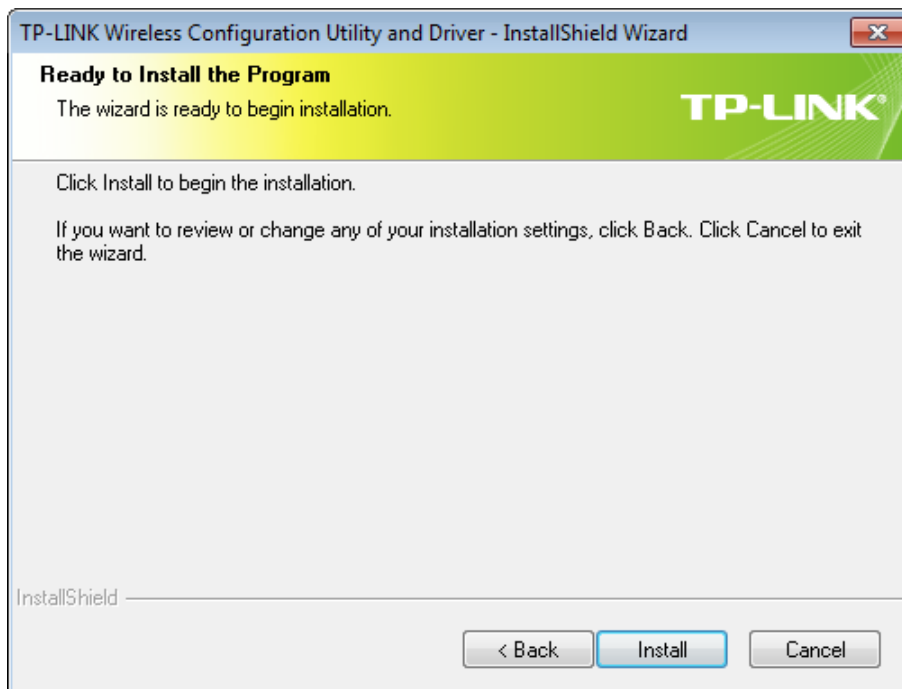 TP-LINK Wireless Configuration Utility and Driver - InstallShield Wizard
Ready to Install the Program
The wizard is ready to begin installation.
TP-LINK®
Click Install to begin the installation.
If you want to review or change any of your installation settings, click Back. Click Cancel to exit
the wizard.
InstallShield
< Back
Install
Cancel